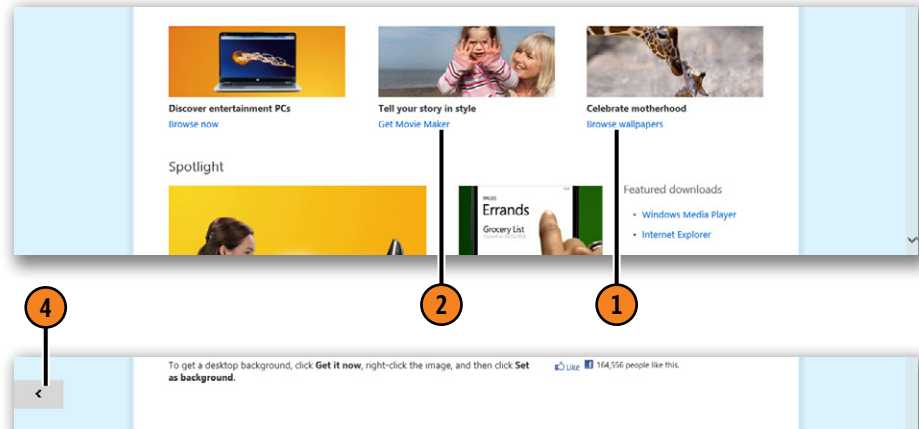 Discover entertainment PCs
Browse now
Tell your story in style
Get Movie Maker
Celebrate motherhood
Browse wallpapers
Spotlight
PAGES
Errands
Grocery List
Featured downloads
• Windows Media Player
• Internet Explorer
4
2
1
To get a desktop background, click Get it now, right-click the image, and then click Set
as background.
Like 164,556 people like this.